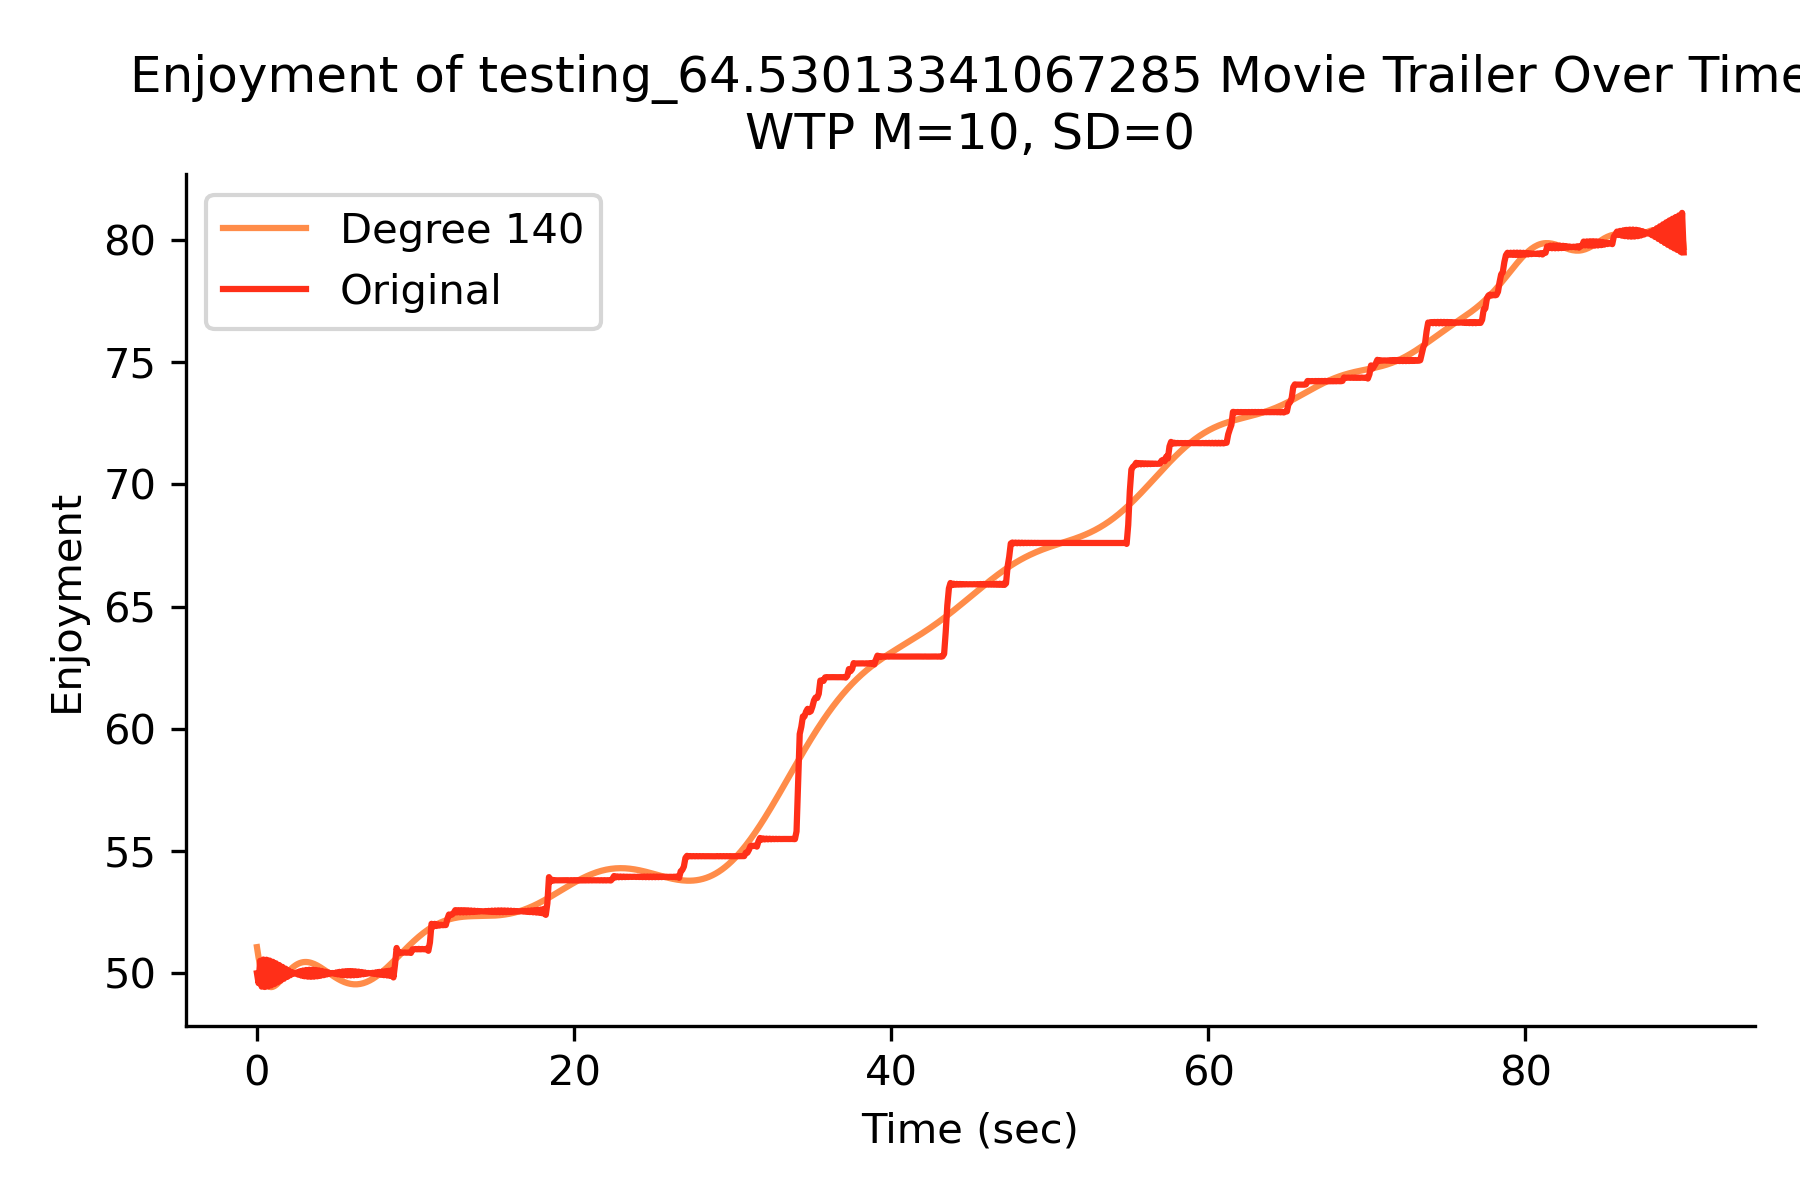 Enjoyment of testing_64.53013341067285 Movie Trailer Over Time
WTP M=10, SD=0
Degree 140
Original
80
75
70
65
60
55
50
Enjoyment
0 20 40 60 80
Time (sec)